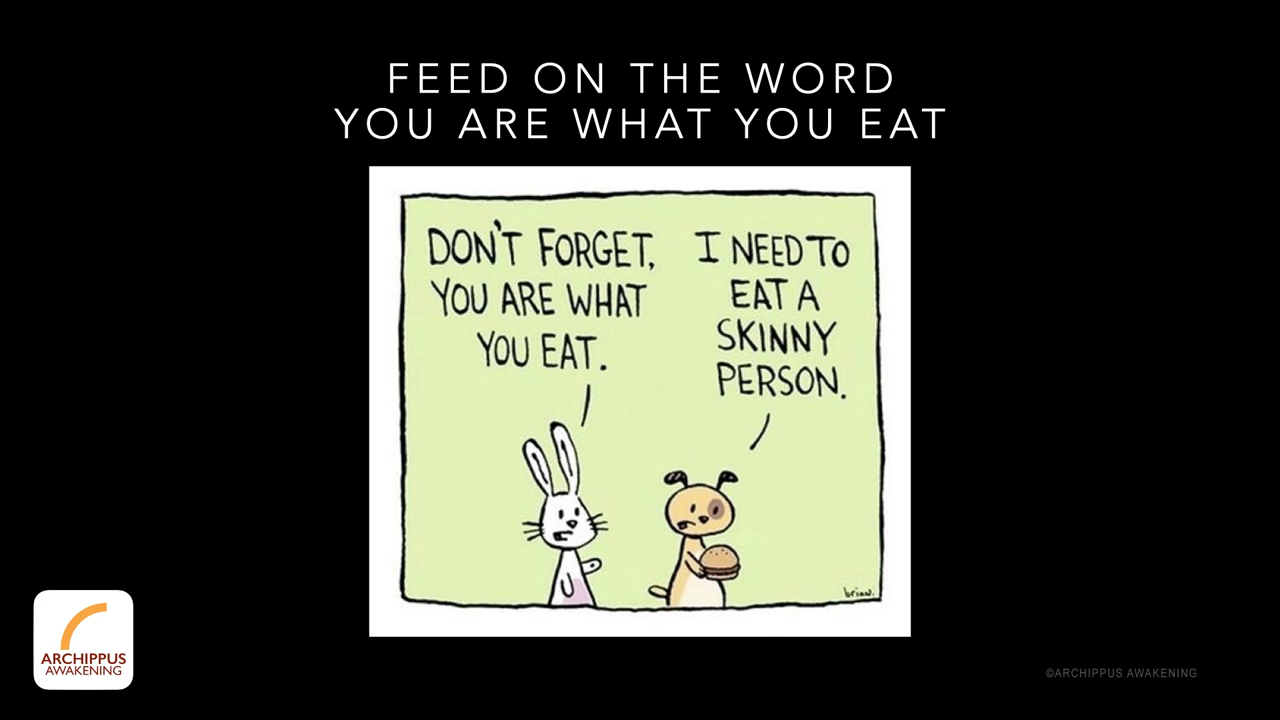 FEED ON THE WORD
YOU ARE WHAT YOU EAT
DON'T FORGET,
YOU ARE WHAT
YOU EAT.
I NEED TO
EAT A
SKINNY
PERSON.
brian.
ARCHIPPUS
AWAKENING
©ARCHIPPUS AWAKENING